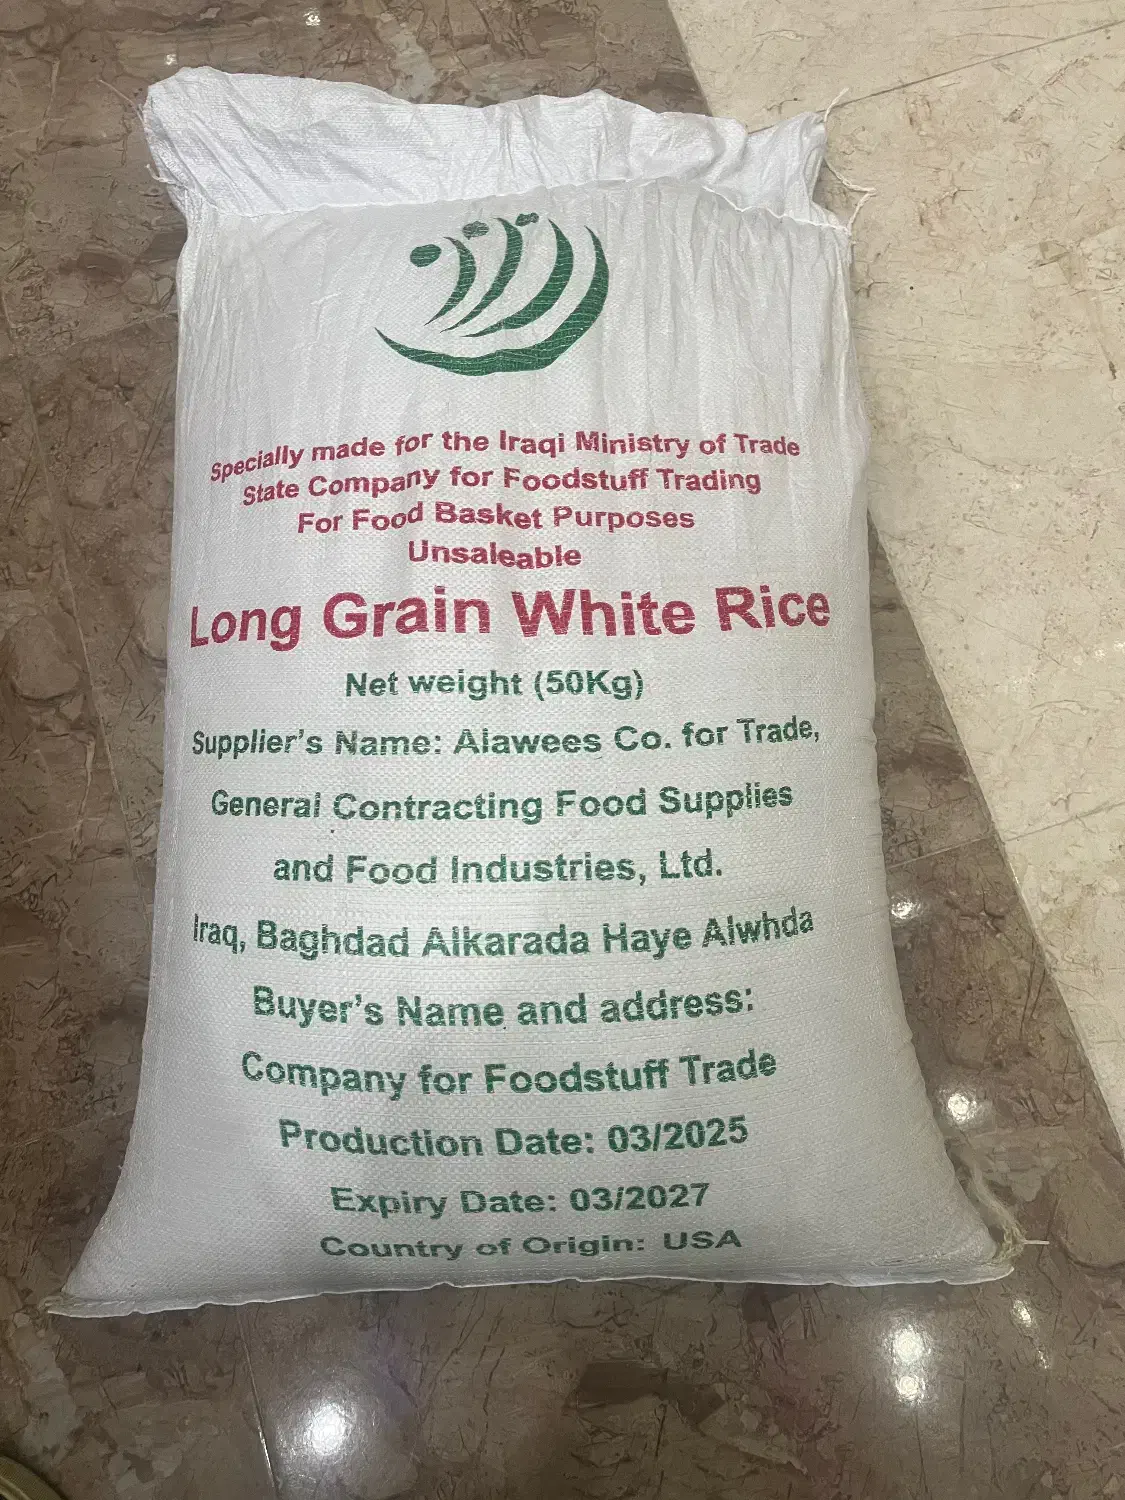 Specially made for the Iraqi Ministry of Trade
State Company for Foodstuff Trading
For Food Basket Purposes
Unsaleable
Long Grain White Rice
Net weight (50Kg)
Supplier's Name: Alawees Co. for Trade,
General Contracting Food Supplies
and Food Industries, Ltd.
Iraq, Baghdad Alkarada Haye Alwhda
Buyer's Name and address:
Company for Foodstuff Trade
Production Date: 03/2025
Expiry Date: 03/2027
Country of Origin: USA